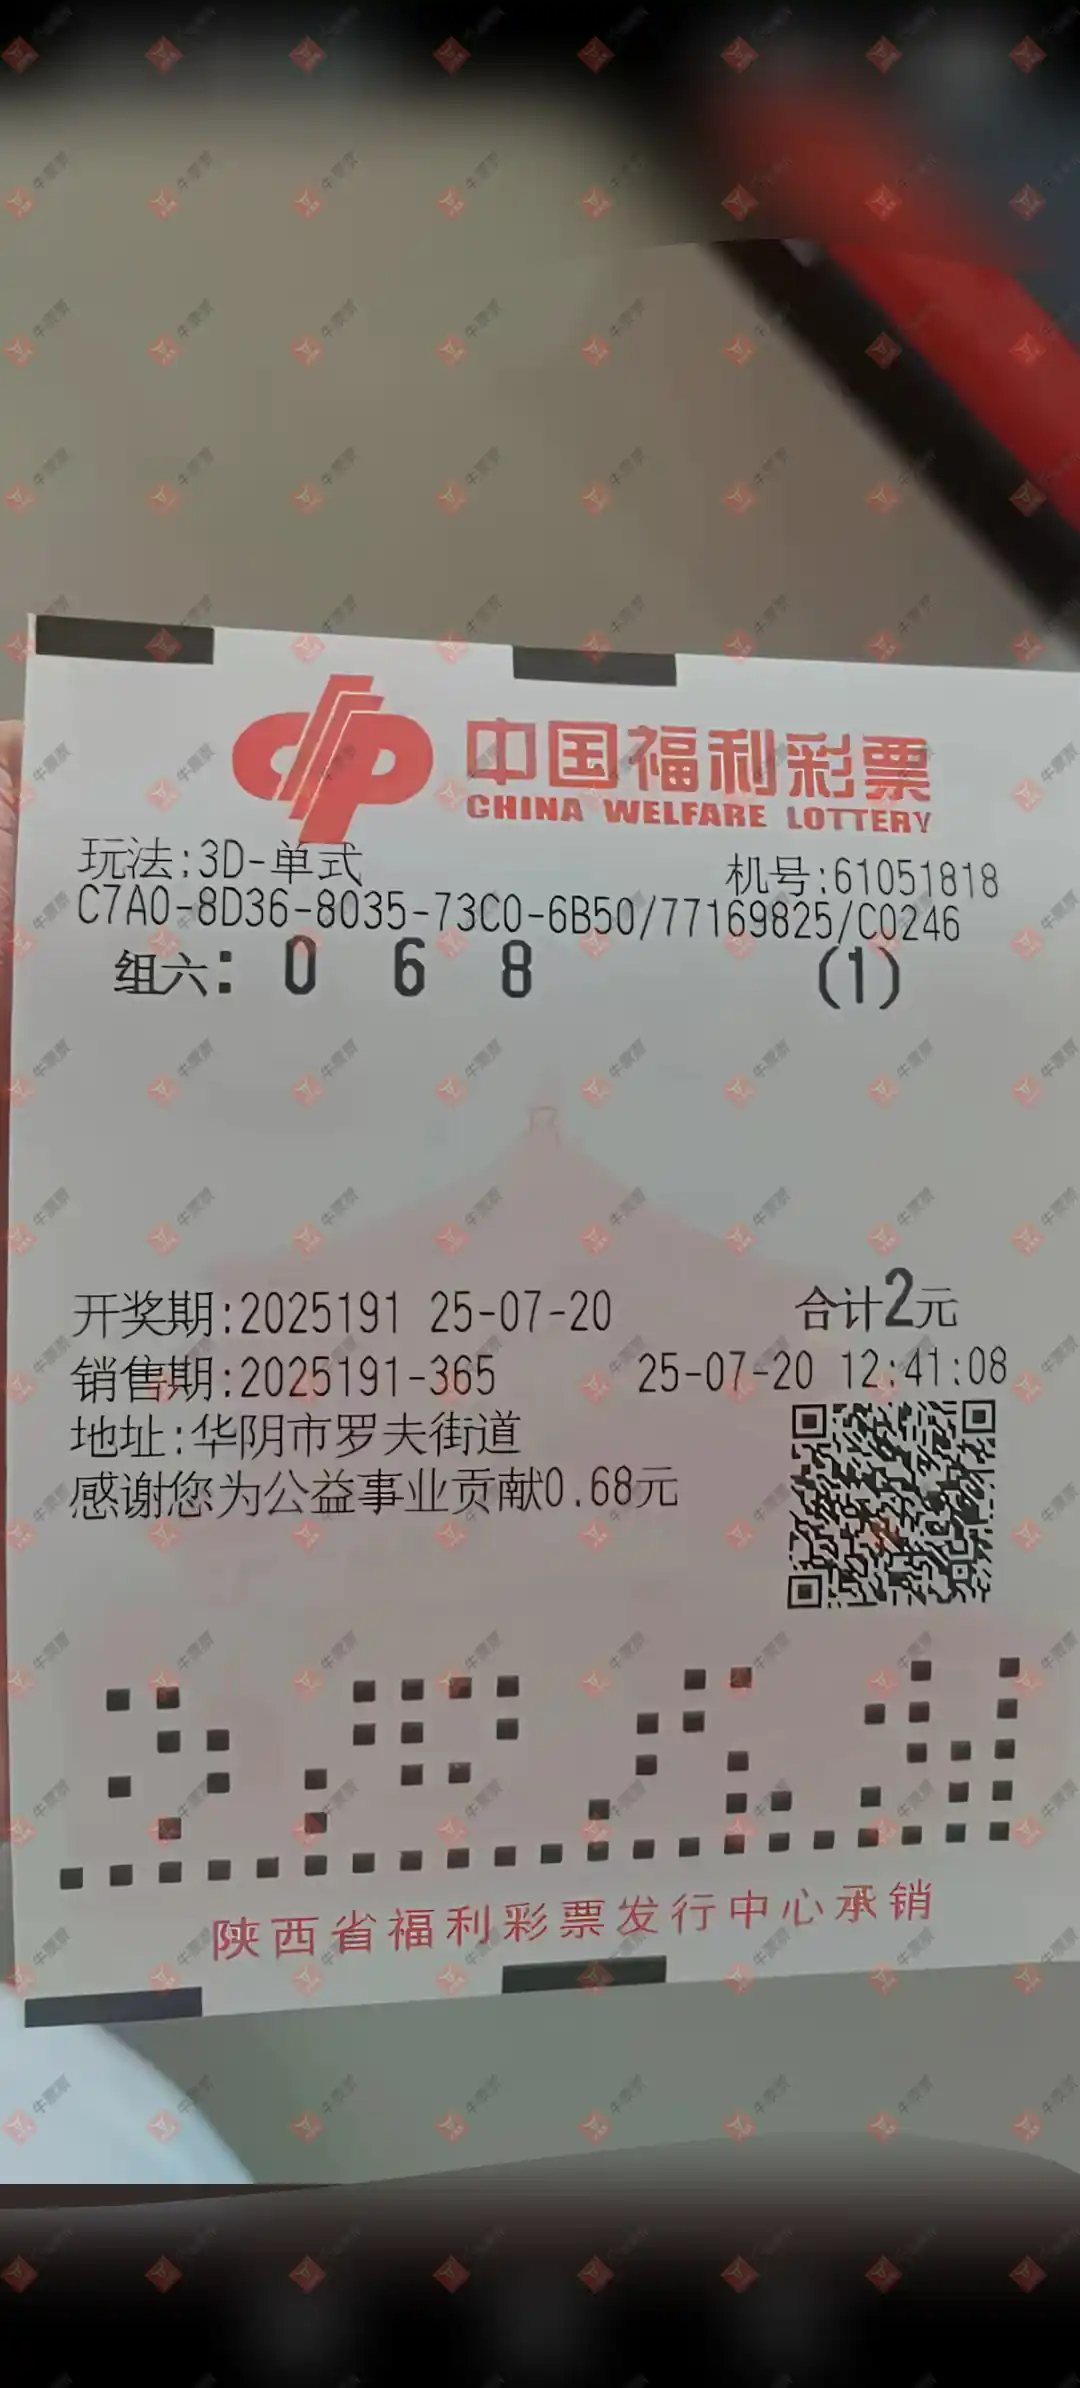 中国福利彩票
CHINA WELFARE LOTTERY
玩法:3D-单式 机号:61051818
C7A0-8D36-8035-73C0-6B50/77169825/C0246
组六: 0 6 8 (1)
开奖期:2025191 25-07-20 合计2元
销售期:2025191-365 25-07-20 12:41:08
地址:华阴市罗夫街道
感谢您为公益事业贡献0.68元
陕西省福利彩票发行中心承销